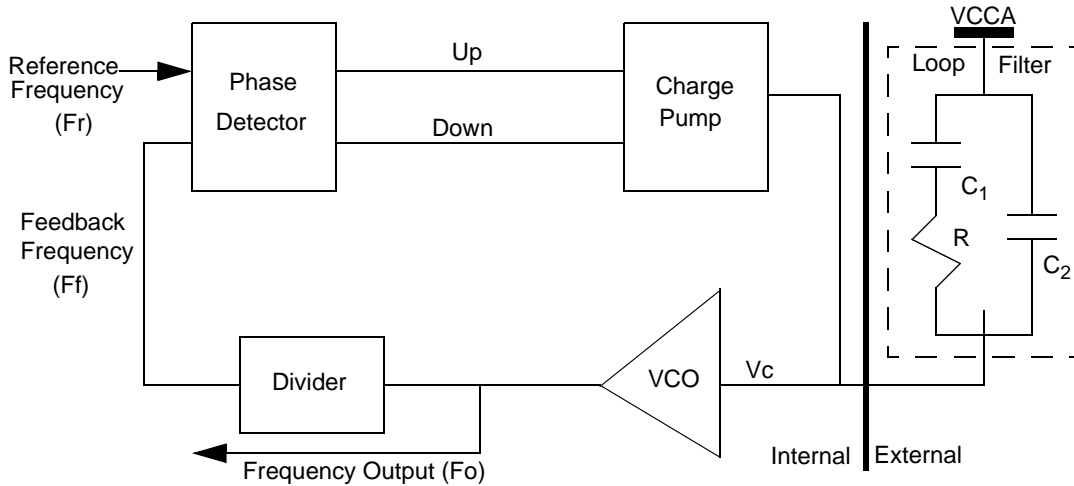 VCCA
Loop Filter
Reference
Frequency
(Fr)
Phase
Detector
Up
Down
Charge
Pump
C1
R
C2
Feedback
Frequency
(Ff)
Divider
VCO
Vc
Frequency Output (Fo)
Internal
External